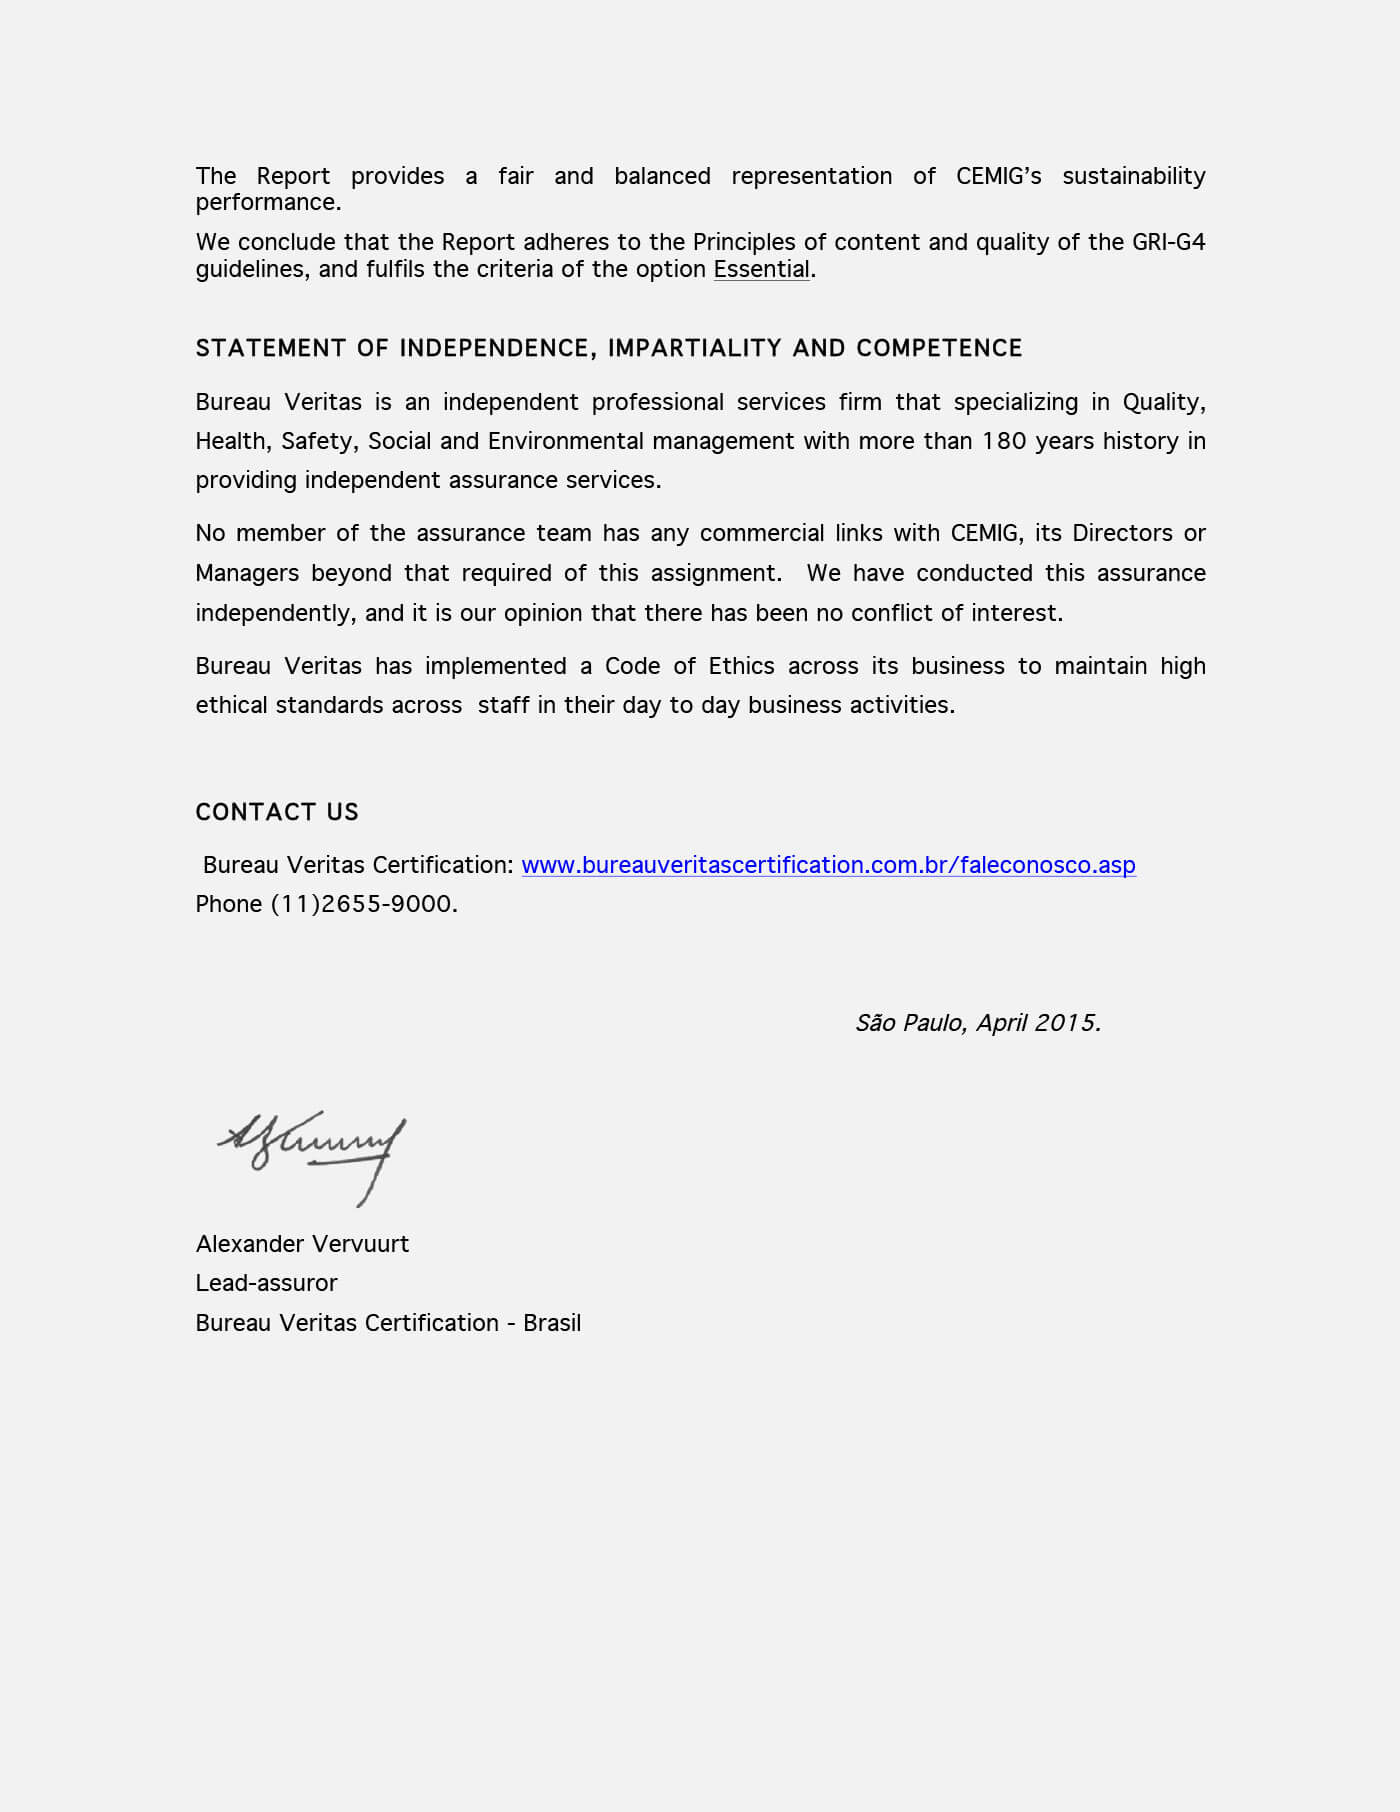 The Report provides a fair and balanced representation of CEMIG’s sustainability
performance.
We conclude that the Report adheres to the Principles of content and quality of the GRI-G4
guidelines, and fulfils the criteria of the option Essential.
STATEMENT OF INDEPENDENCE, IMPARTIALITY AND COMPETENCE
Bureau Veritas is an independent professional services firm that specializing in Quality,
Health, Safety, Social and Environmental management with more than 180 years history in
providing independent assurance services.
No member of the assurance team has any commercial links with CEMIG, its Directors or
Managers beyond that required of this assignment.  We have conducted this assurance
independently, and it is our opinion that there has been no conflict of interest.
Bureau Veritas has implemented a Code of Ethics across its business to maintain high
ethical standards across  staff in their day to day business activities.
CONTACT US
Bureau Veritas Certification: www.bureauveritascertification.com.br/faleconosco.asp
Phone (11)2655-9000.
São Paulo, April 2015.
Alexander Vervuurt
Lead-assuror
Bureau Veritas Certification - Brasil